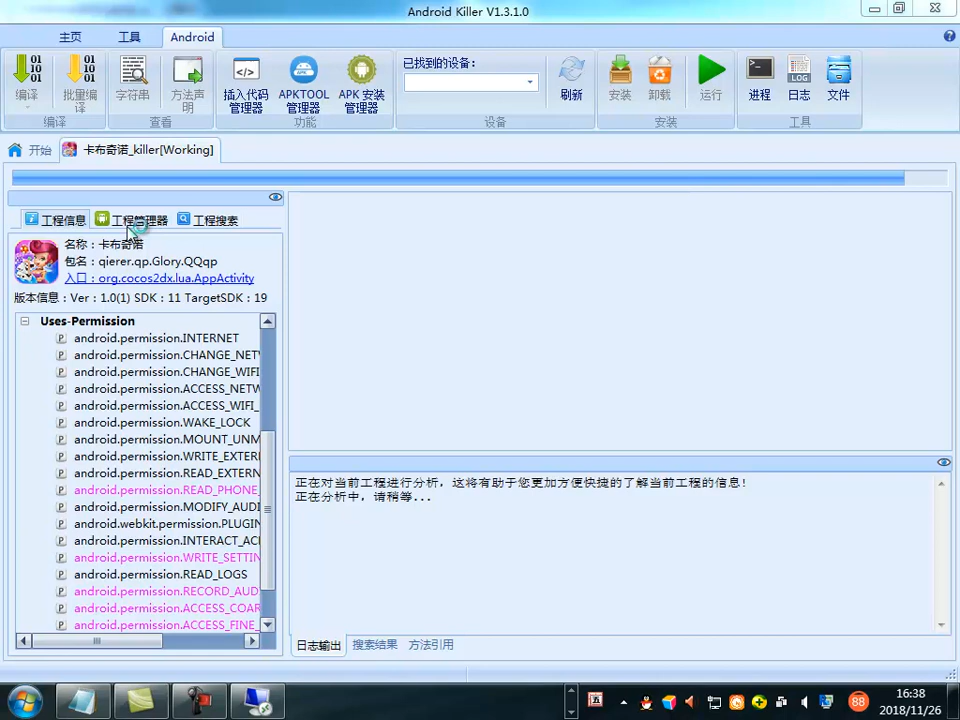 Android Killer V1.3.1.0
主页
工具
Android
编译
批量编
译
编译
字符串
方法声
明
查看
插入代码
管理器
APKTOOL
管理器
APK 安装
管理器
功能
已找到的设备：
刷新
设备
安装
卸载
运行
安装
进程
日志
文件
工具
开始
卡布奇诺_killer[Working]
工程信息
工程管理器
工程搜索
名称：卡布奇诺
包名：qierer.qp.Glory.QQqp
入口：org.cocos2dx.lua.AppActivity
版本信息：Ver：1.0(1) SDK：11 TargetSDK：19
Uses-Permission
android.permission.INTERNET
android.permission.CHANGE_NET
android.permission.CHANGE_WIFI
android.permission.ACCESS_NETW
android.permission.ACCESS_WIFI_
android.permission.WAKE_LOCK
android.permission.MOUNT_UNM
android.permission.WRITE_EXTER
android.permission.READ_EXTERN
android.permission.READ_PHONE_
android.permission.MODIFY_AUDI
android.webkit.permission.PLUGIN
android.permission.INTERACT_ACI
android.permission.WRITE_SETTIN
android.permission.READ_LOGS
android.permission.RECORD_AUD
android.permission.ACCESS_COAR
android.permission.ACCESS_FINE_
正在对当前工程进行分析，这将有助于您更加方便快捷的了解当前工程的信息！
正在分析中，请稍等...
日志输出
搜索结果
方法引用
五
88
16:38
2018/11/26